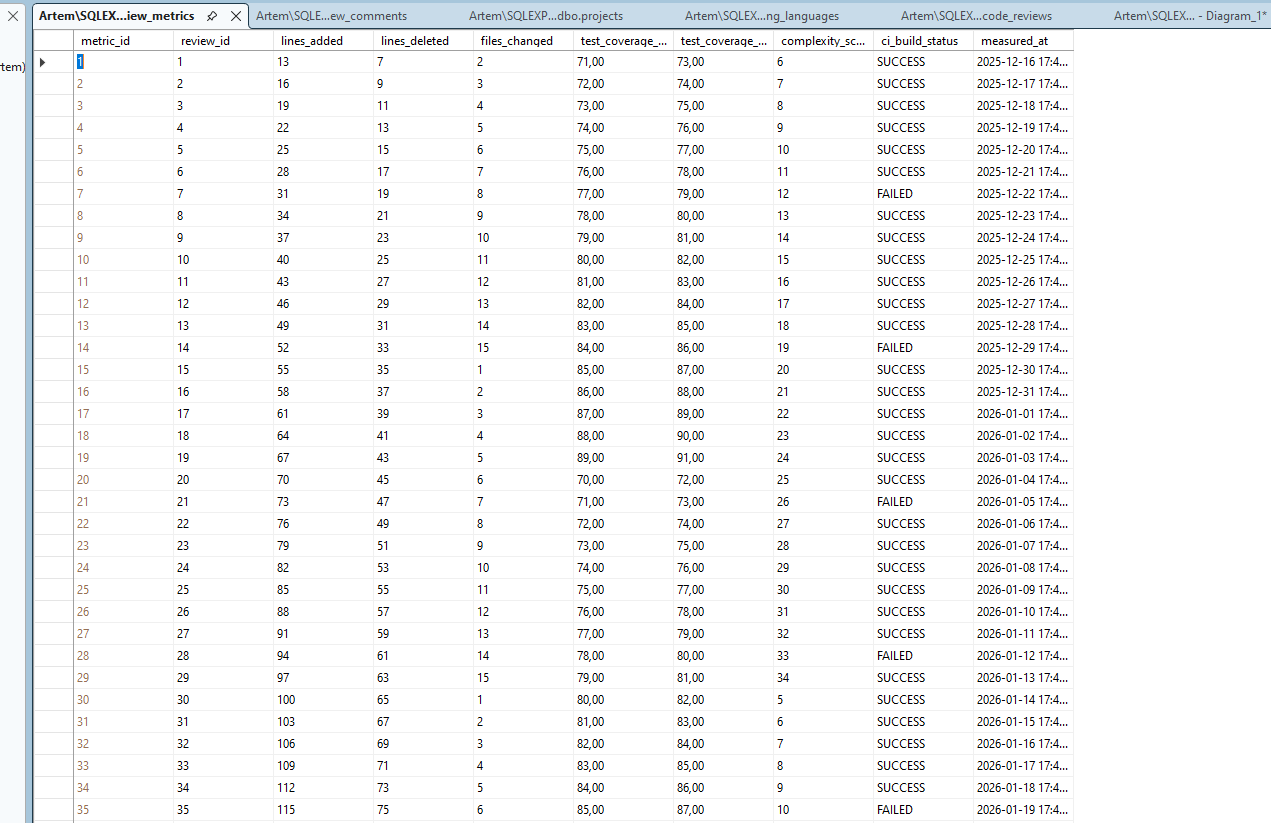 Artem\SQLEX...iew_metrics Artem\SQLE...ew_comments Artem\SQLEXP...dbo.projects Artem\SQLEX...ng_languages Artem\SQLEX...code_reviews Artem\SQLEX... - Diagram_1*
metric_id review_id lines_added lines_deleted files_changed test_coverage_... test_coverage_... complexity_sc... ci_build_status measured_at
rtem)
1 1 13 7 2 71,00 73,00 6 SUCCESS 2025-12-16 17:4...
2 2 16 9 3 72,00 74,00 7 SUCCESS 2025-12-17 17:4...
3 3 19 11 4 73,00 75,00 8 SUCCESS 2025-12-18 17:4...
4 4 22 13 5 74,00 76,00 9 SUCCESS 2025-12-19 17:4...
5 5 25 15 6 75,00 77,00 10 SUCCESS 2025-12-20 17:4...
6 6 28 17 7 76,00 78,00 11 SUCCESS 2025-12-21 17:4...
7 7 31 19 8 77,00 79,00 12 FAILED 2025-12-22 17:4...
8 8 34 21 9 78,00 80,00 13 SUCCESS 2025-12-23 17:4...
9 9 37 23 10 79,00 81,00 14 SUCCESS 2025-12-24 17:4...
10 10 40 25 11 80,00 82,00 15 SUCCESS 2025-12-25 17:4...
11 11 43 27 12 81,00 83,00 16 SUCCESS 2025-12-26 17:4...
12 12 46 29 13 82,00 84,00 17 SUCCESS 2025-12-27 17:4...
13 13 49 31 14 83,00 85,00 18 SUCCESS 2025-12-28 17:4...
14 14 52 33 15 84,00 86,00 19 FAILED 2025-12-29 17:4...
15 15 55 35 1 85,00 87,00 20 SUCCESS 2025-12-30 17:4...
16 16 58 37 2 86,00 88,00 21 SUCCESS 2025-12-31 17:4...
17 17 61 39 3 87,00 89,00 22 SUCCESS 2026-01-01 17:4...
18 18 64 41 4 88,00 90,00 23 SUCCESS 2026-01-02 17:4...
19 19 67 43 5 89,00 91,00 24 SUCCESS 2026-01-03 17:4...
20 20 70 45 6 70,00 72,00 25 SUCCESS 2026-01-04 17:4...
21 21 73 47 7 71,00 73,00 26 FAILED 2026-01-05 17:4...
22 22 76 49 8 72,00 74,00 27 SUCCESS 2026-01-06 17:4...
23 23 79 51 9 73,00 75,00 28 SUCCESS 2026-01-07 17:4...
24 24 82 53 10 74,00 76,00 29 SUCCESS 2026-01-08 17:4...
25 25 85 55 11 75,00 77,00 30 SUCCESS 2026-01-09 17:4...
26 26 88 57 12 76,00 78,00 31 SUCCESS 2026-01-10 17:4...
27 27 91 59 13 77,00 79,00 32 SUCCESS 2026-01-11 17:4...
28 28 94 61 14 78,00 80,00 33 FAILED 2026-01-12 17:4...
29 29 97 63 15 79,00 81,00 34 SUCCESS 2026-01-13 17:4...
30 30 100 65 1 80,00 82,00 5 SUCCESS 2026-01-14 17:4...
31 31 103 67 2 81,00 83,00 6 SUCCESS 2026-01-15 17:4...
32 32 106 69 3 82,00 84,00 7 SUCCESS 2026-01-16 17:4...
33 33 109 71 4 83,00 85,00 8 SUCCESS 2026-01-17 17:4...
34 34 112 73 5 84,00 86,00 9 SUCCESS 2026-01-18 17:4...
35 35 115 75 6 85,00 87,00 10 FAILED 2026-01-19 17:4...